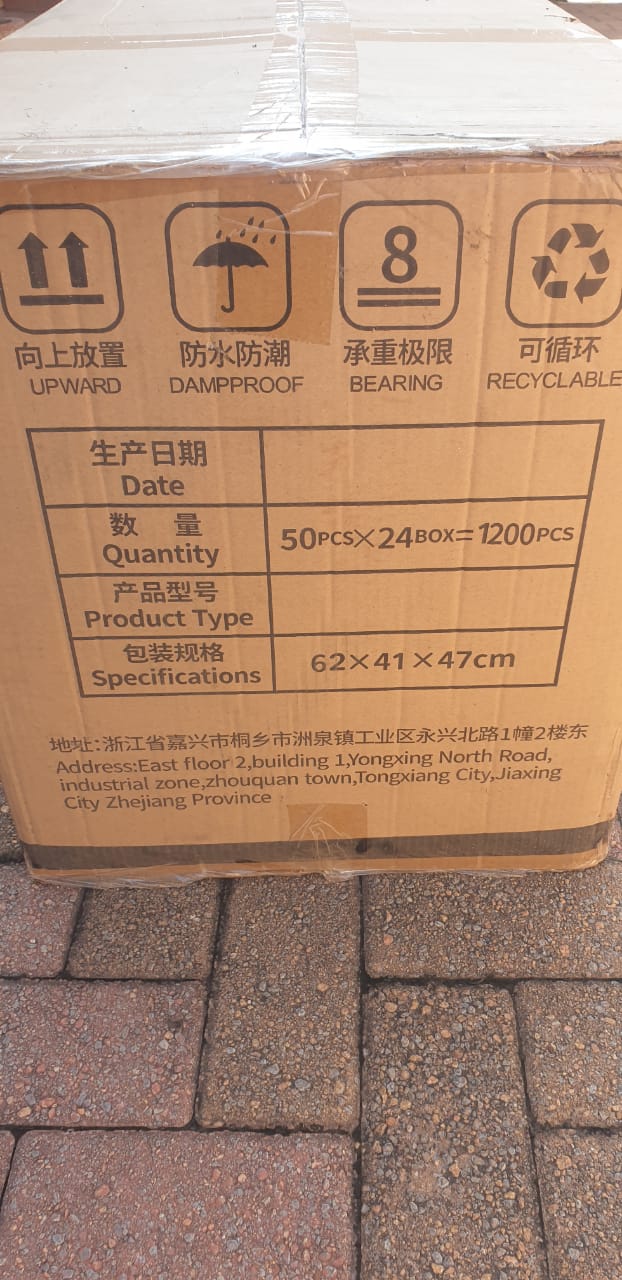 8
向上放置 防水防潮 承重极限 可循环
UPWARD DAMPPROOF BEARING RECYCLABLE
生产日期
Date
数 量
Quantity
50PCS×24BOX=1200PCS
产品型号
Product Type
包装规格
Specifications
62×41×47cm
地址:浙江省嘉兴市桐乡市洲泉镇工业区永兴北路1幢2楼东
Address:East floor 2,building 1,Yongxing North Road,
industrial zone,zhouquan town,Tongxiang City,Jiaxing
City Zhejiang Province